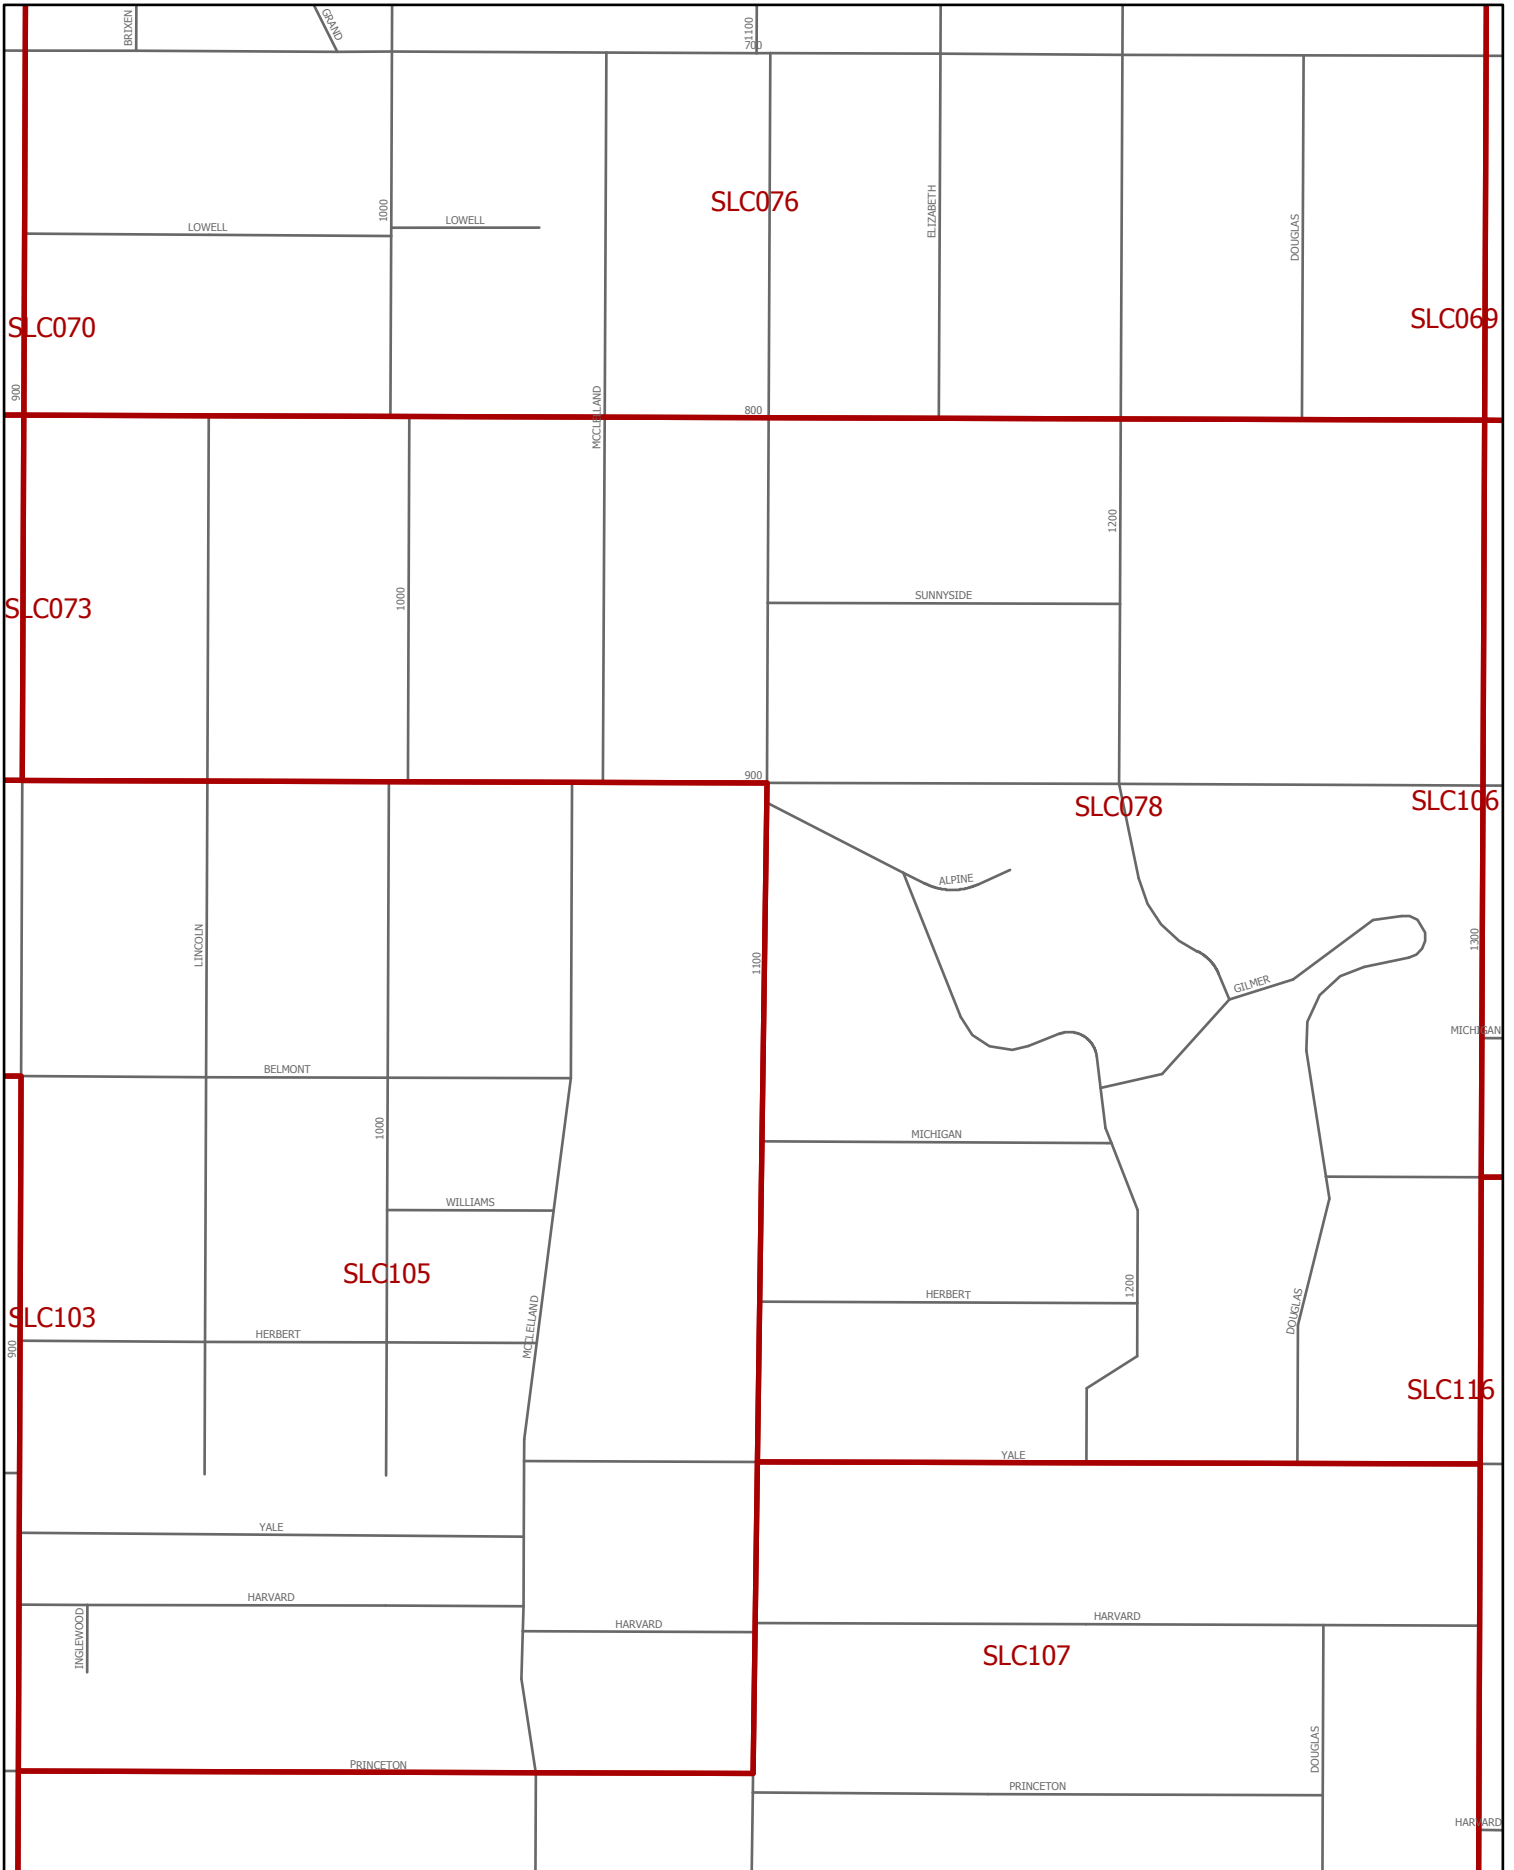 BRIXEN
GRAND
1100
700
SLC076
ELIZABETH
1000
LOWELL
LOWELL
DOUGLAS
SLC070
SLC069
900
MCCLELLAND
800
1200
1000
SUNNYSIDE
SLC073
900
SLC078
SLC106
ALPINE
LINCOLN
1100
GILMER
1300
MICHIGAN
BELMONT
1000
MICHIGAN
WILLIAMS
SLC105
1200
HERBERT
SLC103
MCCLELLAND
DOUGLAS
HERBERT
900
SLC116
YALE
YALE
HARVARD
INGLEWOOD
HARVARD
HARVARD
SLC107
DOUGLAS
PRINCETON
PRINCETON
HARVARD